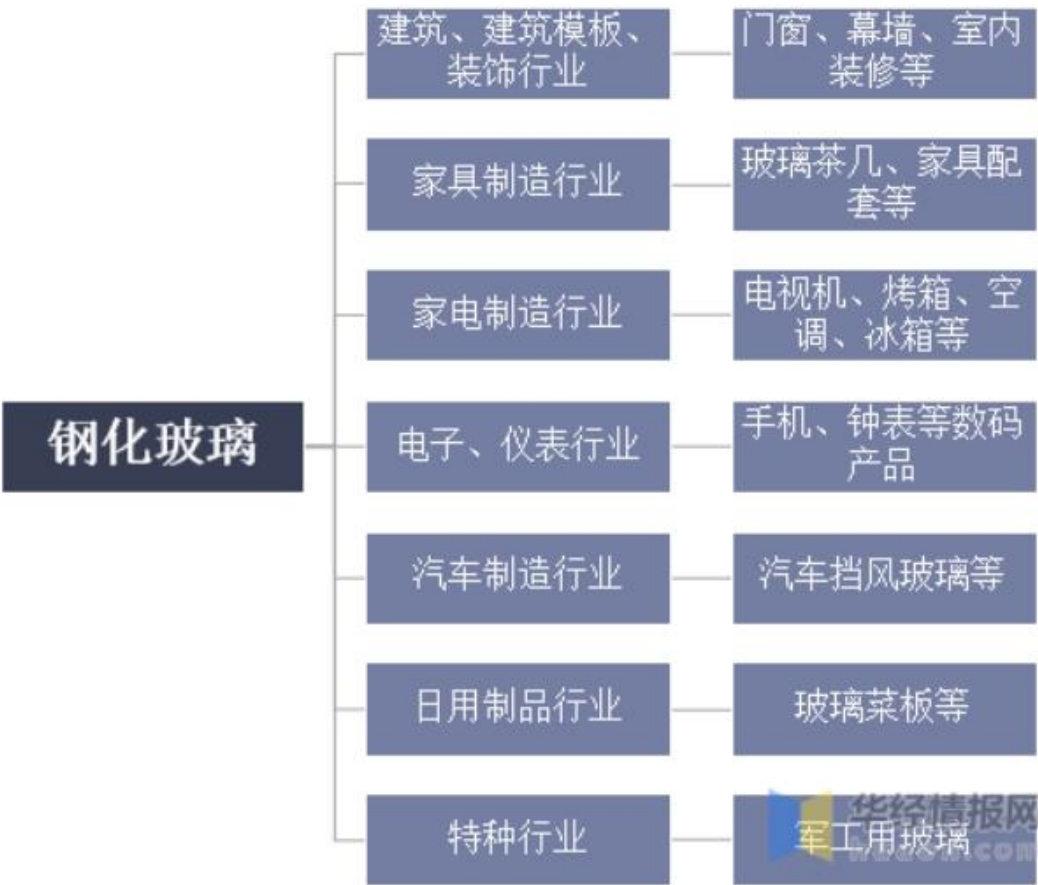 建筑、建筑模板、
装饰行业
门窗、幕墙、室内
装修等
家具制造行业
玻璃茶几、家具配
套等
家电制造行业
电视机、烤箱、空
调、冰箱等
钢化玻璃
电子、仪表行业
手机、钟表等数码
产品
汽车制造行业
汽车挡风玻璃等
日用制品行业
玻璃菜板等
特种行业
军工用玻璃
华经情报网